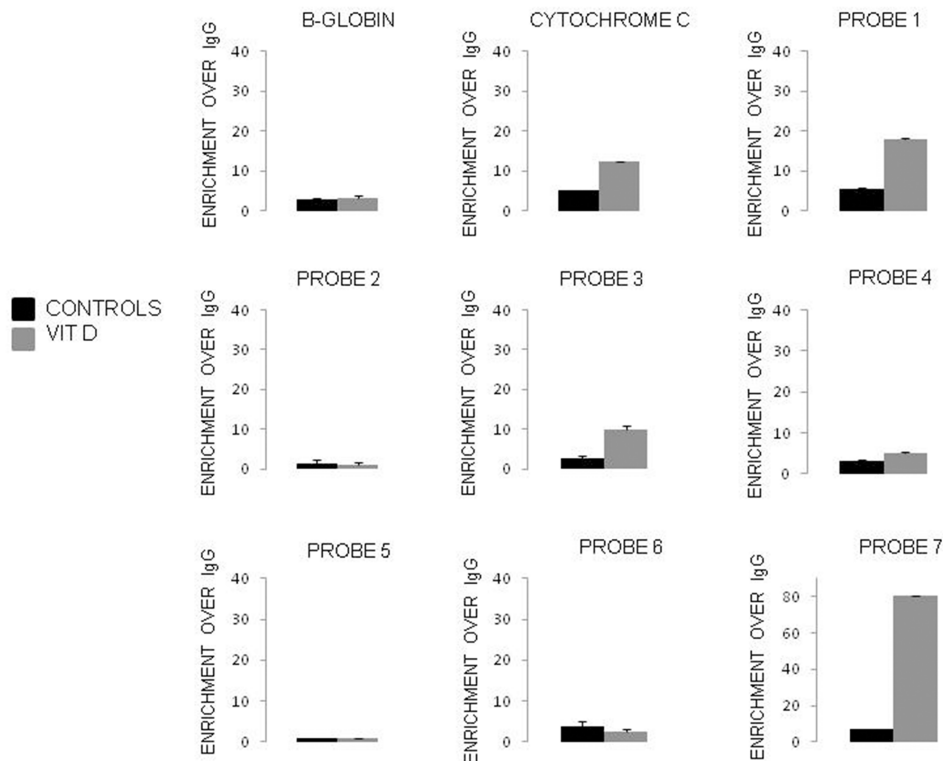 B-GLOBIN
ENRICHMENT OVER IgG
40
30
20
10
0
CYTOCHROME C
ENRICHMENT OVER IgG
40
30
20
10
0
PROBE 1
ENRICHMENT OVER IgG
40
30
20
10
0
CONTROLS
VIT D
PROBE 2
ENRICHMENT OVER IgG
40
30
20
10
0
PROBE 3
ENRICHMENT OVER IgG
40
30
20
10
0
PROBE 4
ENRICHMENT OVER IgG
40
30
20
10
0
PROBE 5
ENRICHMENT OVER IgG
40
30
20
10
0
PROBE 6
ENRICHMENT OVER IgG
40
30
20
10
0
PROBE 7
ENRICHMENT OVER IgG
80
60
40
20
0